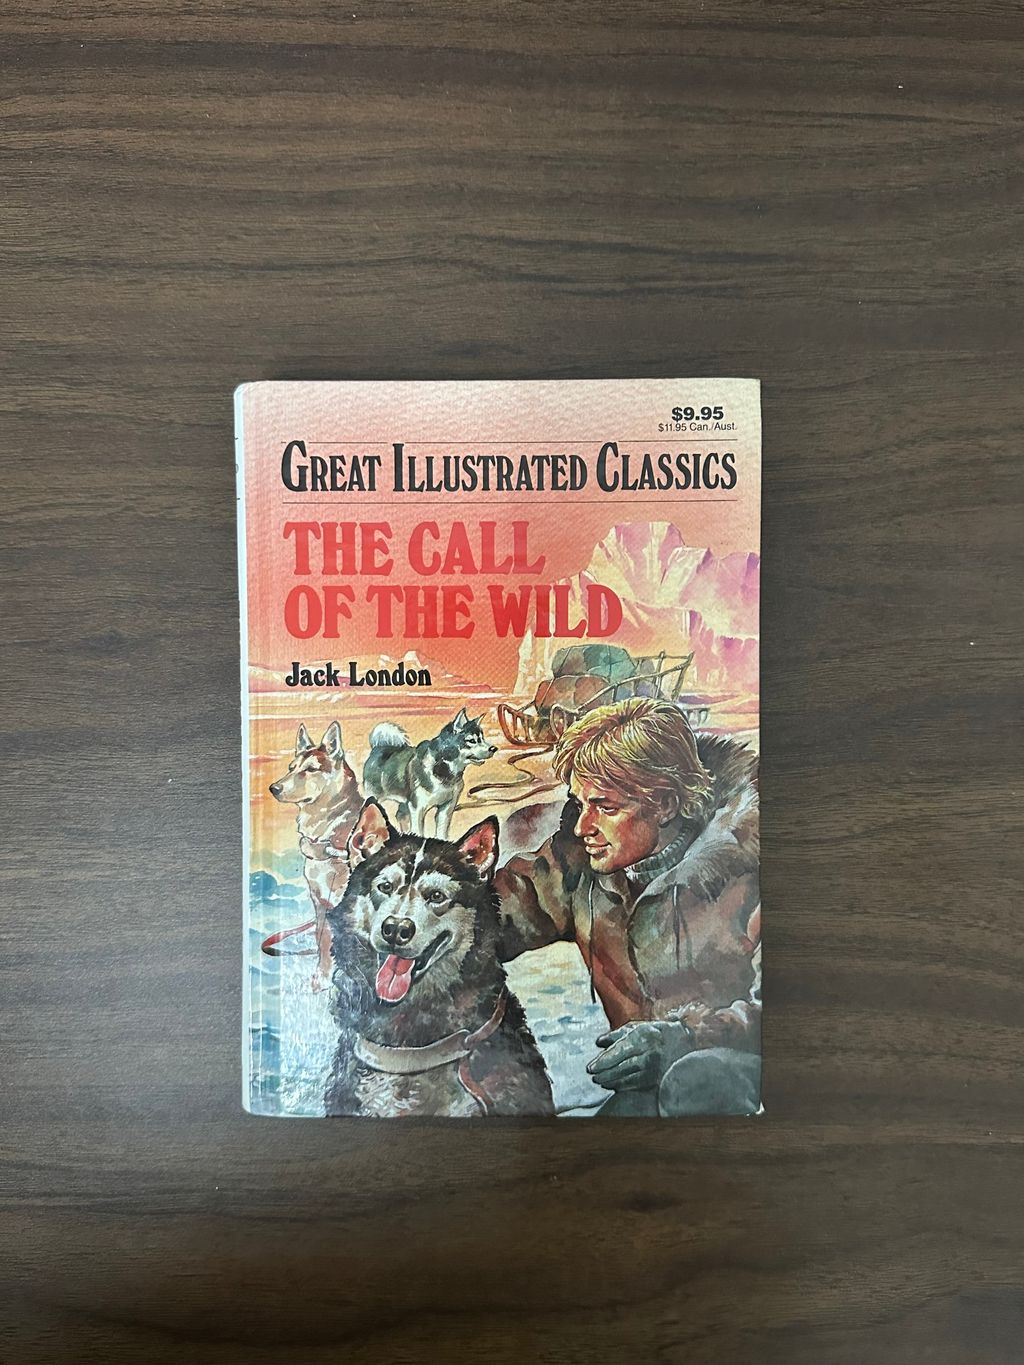 $9.95
$11.95 Can./Aust.
GREAT ILLUSTRATED CLASSICS
THE CALL
OF THE WILD
Jack London